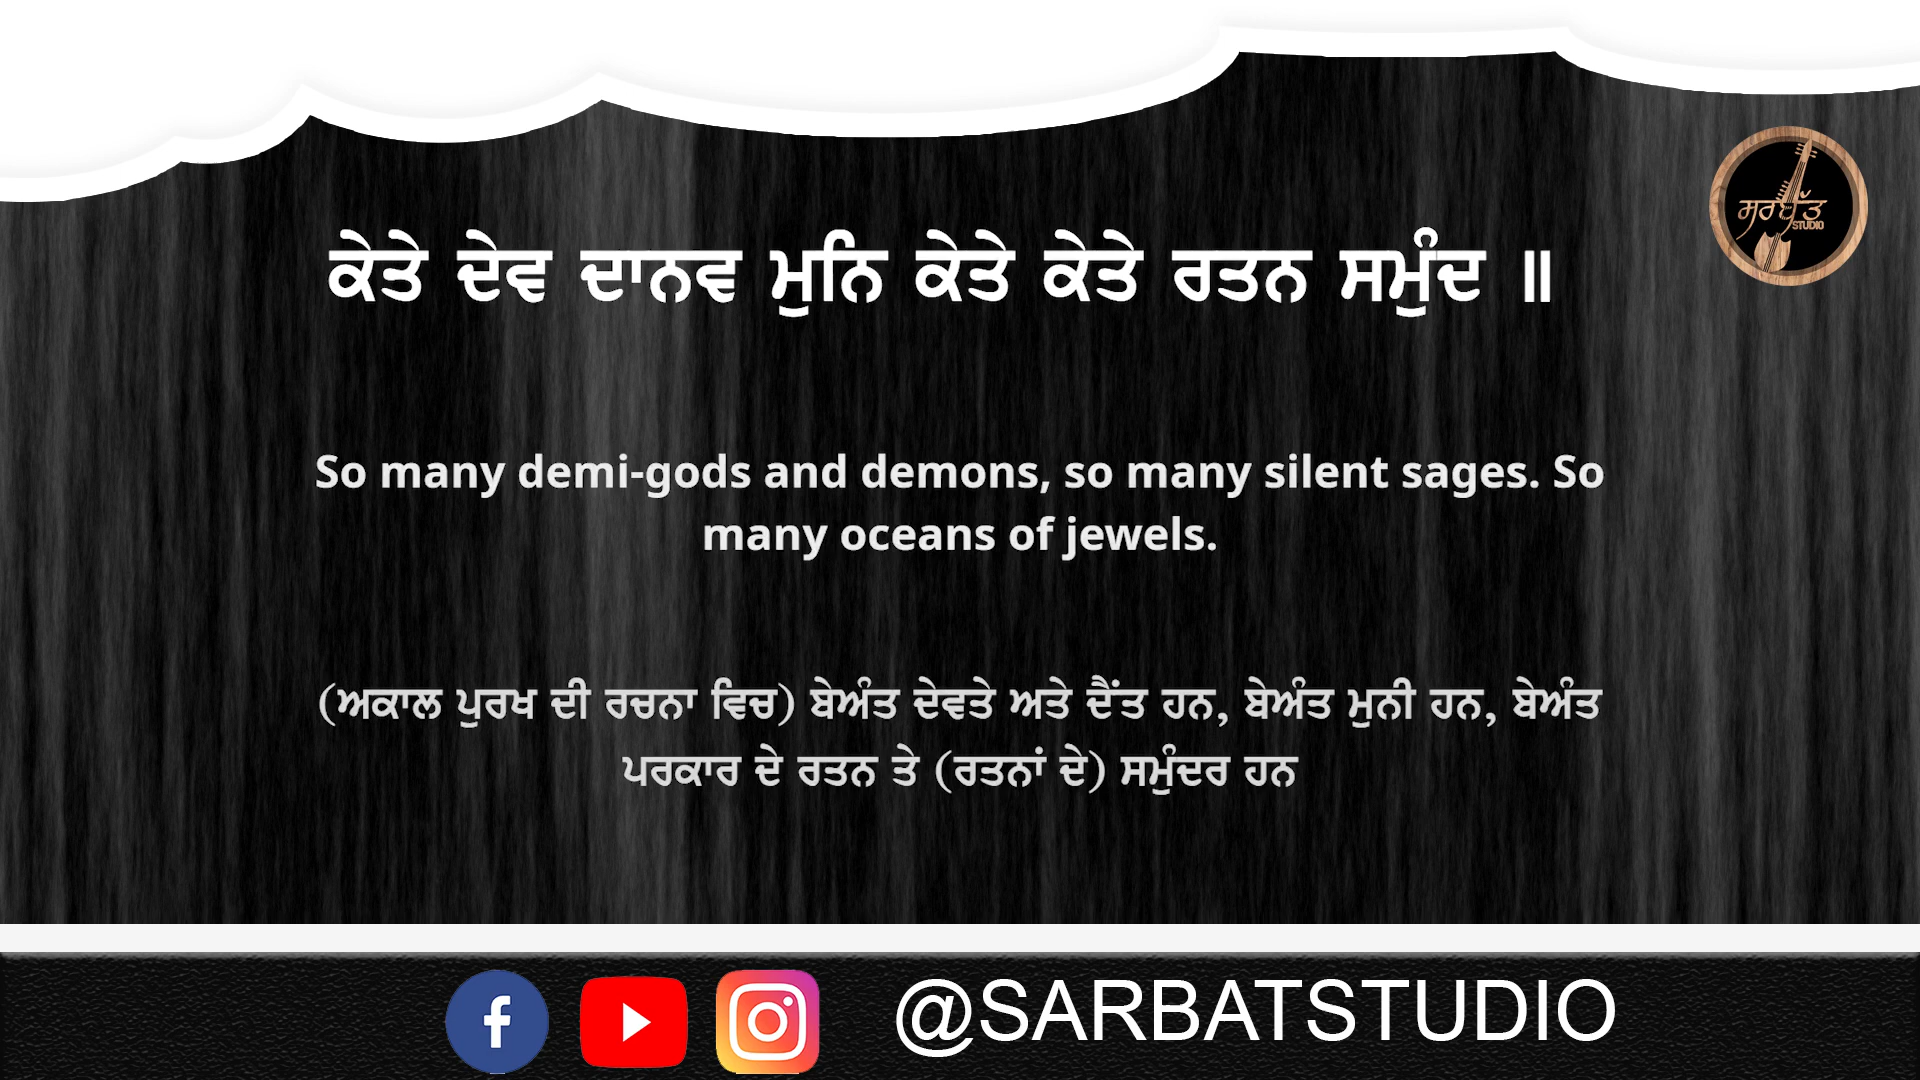 ਕੇਤੇ ਦੇਵ ਦਾਨਵ ਮੁਨਿ ਕੇਤੇ ਕੇਤੇ ਰਤਨ ਸਮੁੰਦ ॥
ਸਰਬੱਤ
STUDIO
So many demi-gods and demons, so many silent sages. So
many oceans of jewels.
(ਅਕਾਲ ਪੁਰਖ ਦੀ ਰਚਨਾ ਵਿਚ) ਬੇਅੰਤ ਦੇਵਤੇ ਅਤੇ ਦੈਂਤ ਹਨ, ਬੇਅੰਤ ਮੁਨੀ ਹਨ, ਬੇਅੰਤ
ਪਰਕਾਰ ਦੇ ਰਤਨ ਤੇ (ਰਤਨਾਂ ਦੇ) ਸਮੁੰਦਰ ਹਨ
@SARBATSTUDIO